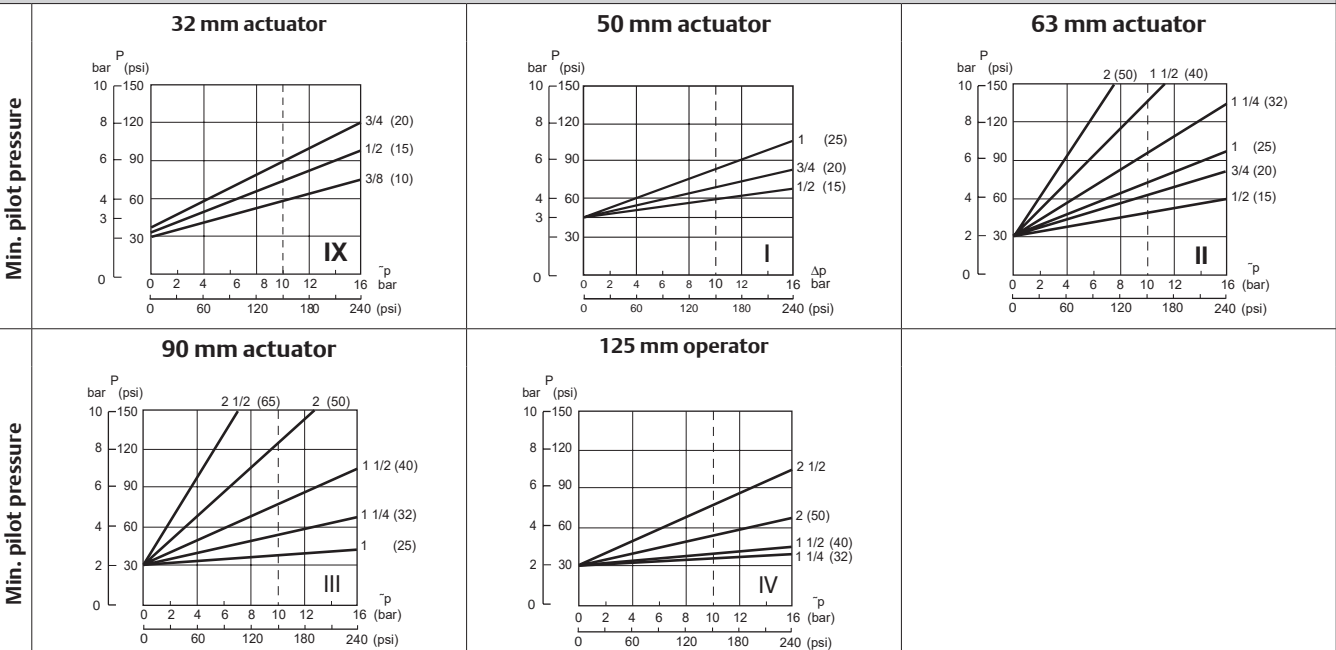 Min. pilot pressure
32 mm actuator
P
bar (psi)
10 150
8 120
6 90
4 60
3
30
0
3/4 (20)
1/2 (15)
3/8 (10)
IX
0 2 4 6 8 10 12 16
‾p
bar
0 60 120 180 240 (psi)
50 mm actuator
P
bar (psi)
10 150
8 120
6 90
4 60
3
2 30
0
1 (25)
3/4 (20)
1/2 (15)
I
0 2 4 6 8 10 12 16
Δp
bar
0 60 120 180 240 (psi)
63 mm actuator
P
bar (psi)
2 (50) 1 1/2 (40)
10 150
8 120
6 90
4 60
2 30
0
1 1/4 (32)
1 (25)
3/4 (20)
1/2 (15)
II
0 2 4 6 8 10 12 16
‾p
(bar)
0 60 120 180 240 (psi)
Min. pilot pressure
90 mm actuator
P
bar (psi)
2 1/2 (65) 2 (50)
10 150
8 120
6 90
4 60
2 30
0
1 1/2 (40)
1 1/4 (32)
1 (25)
III
0 2 4 6 8 10 12 16
‾p
(bar)
0 60 120 180 240 (psi)
125 mm operator
P
bar (psi)
10 150
8 120
6 90
4 60
2 30
0
2 1/2
2 (50)
1 1/2 (40)
1 1/4 (32)
IV
0 2 4 6 8 10 12 16
‾p
(bar)
0 60 120 180 240 (psi)